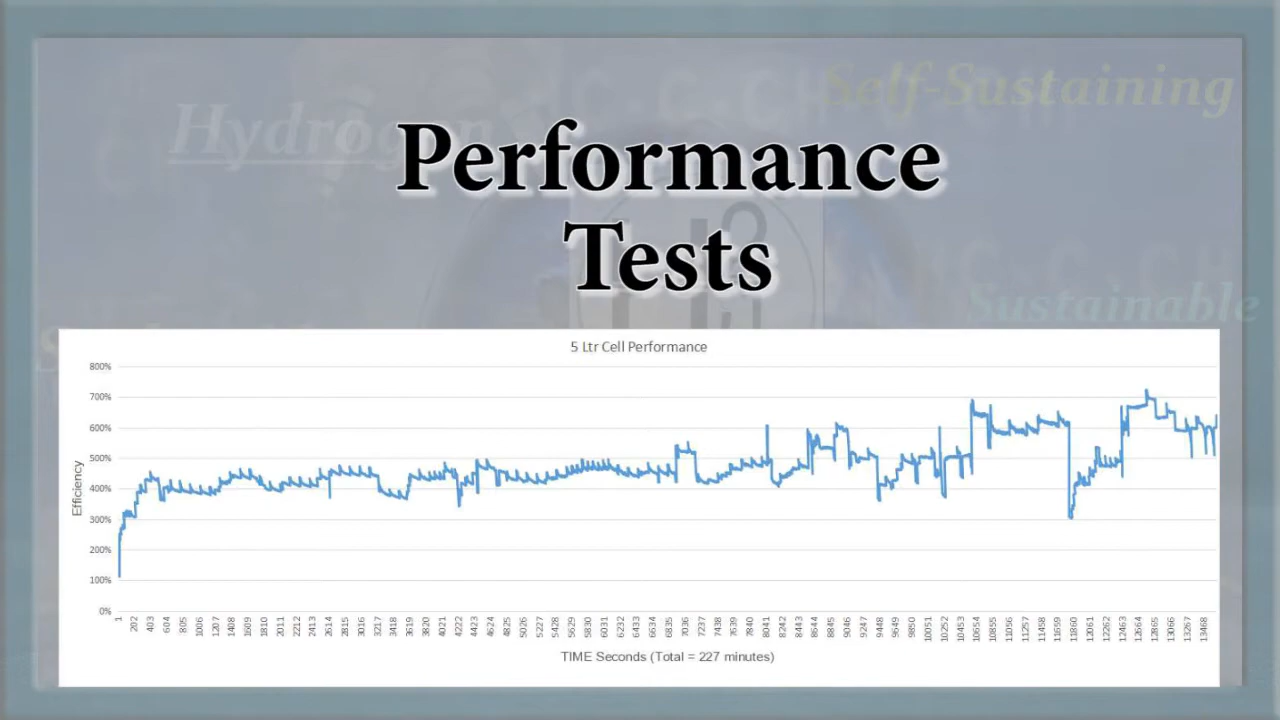 Self-Sustaining
Hydrogen
Performance
Tests
Sustainable
5 Ltr Cell Performance
800%
700%
600%
500%
400%
300%
200%
100%
0%
Efficiency
1 202 403 604 805 1006 1207 1408 1609 1810 2011 2212 2413 2614 2815 3016 3217 3418 3619 3820 4021 4222 4423 4624 4825 5026 5227 5428 5629 5830 6031 6232 6433 6634 6835 7036 7237 7438 7639 7840 8041 8242 8443 8644 8845 9046 9247 9448 9649 9850 10051 10252 10453 10654 10855 11056 11257 11458 11659 11860 12061 12262 12463 12664 12865 13066 13267 13468
TIME Seconds (Total = 227 minutes)